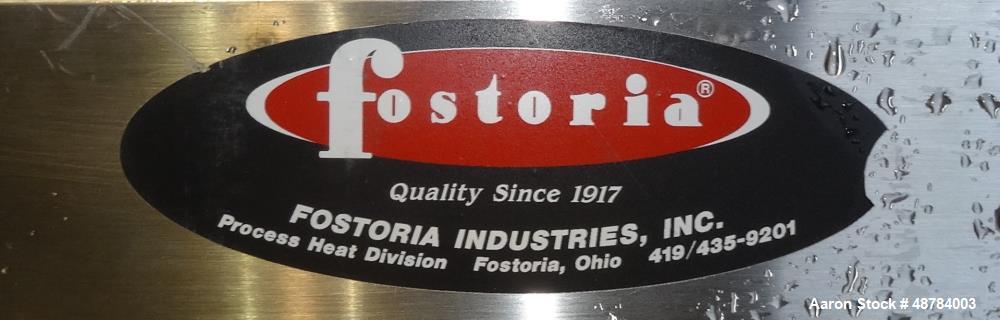 fostoria®
Quality Since 1917
FOSTORIA INDUSTRIES, INC.
Process Heat Division Fostoria, Ohio 419/435-9201
Aaron Stock # 48784003